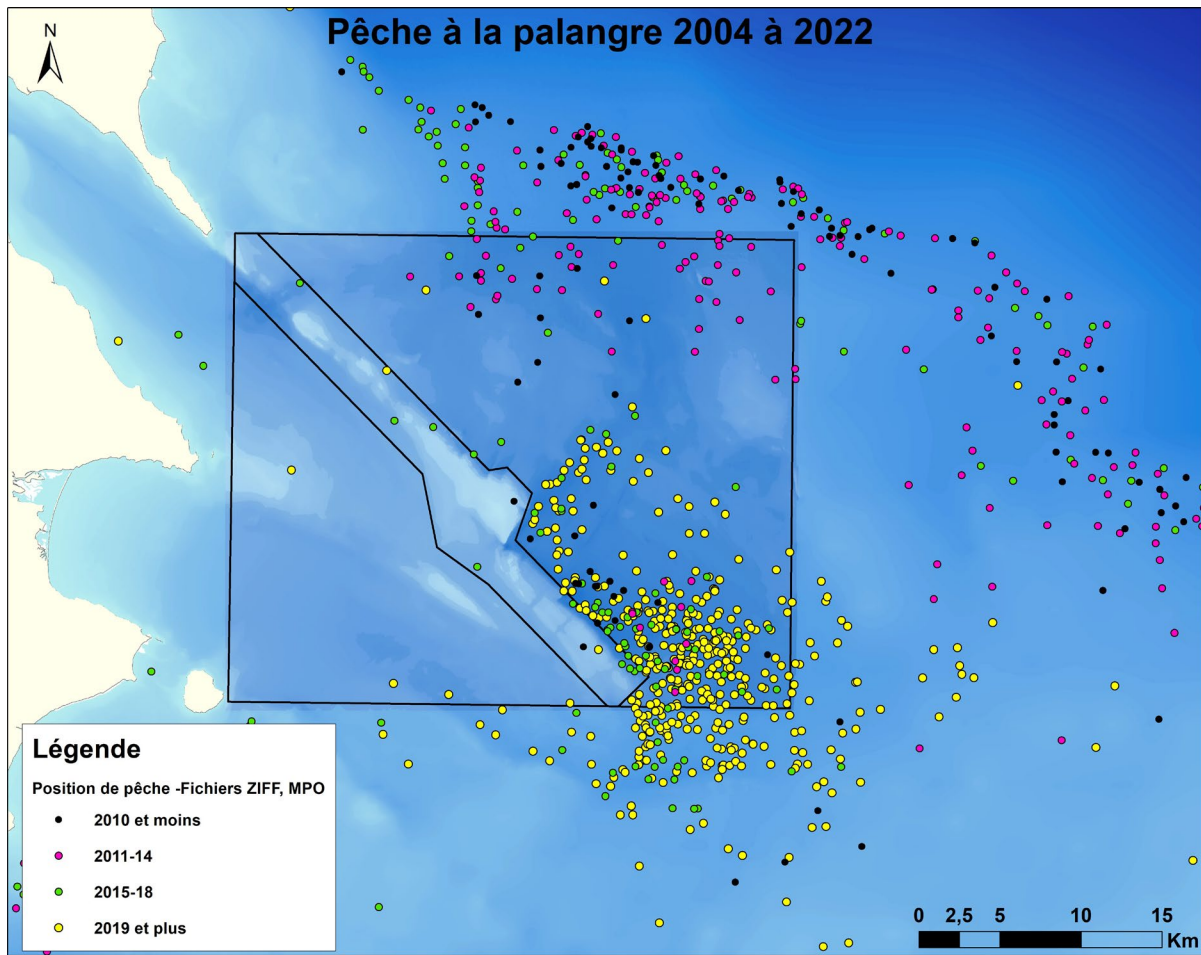 Pêche à la palangre 2004 à 2022
N
Légende
Position de pêche -Fichiers ZIFF, MPO
2010 et moins
2011-14
2015-18
2019 et plus
0 2,5 5 10 15
Km